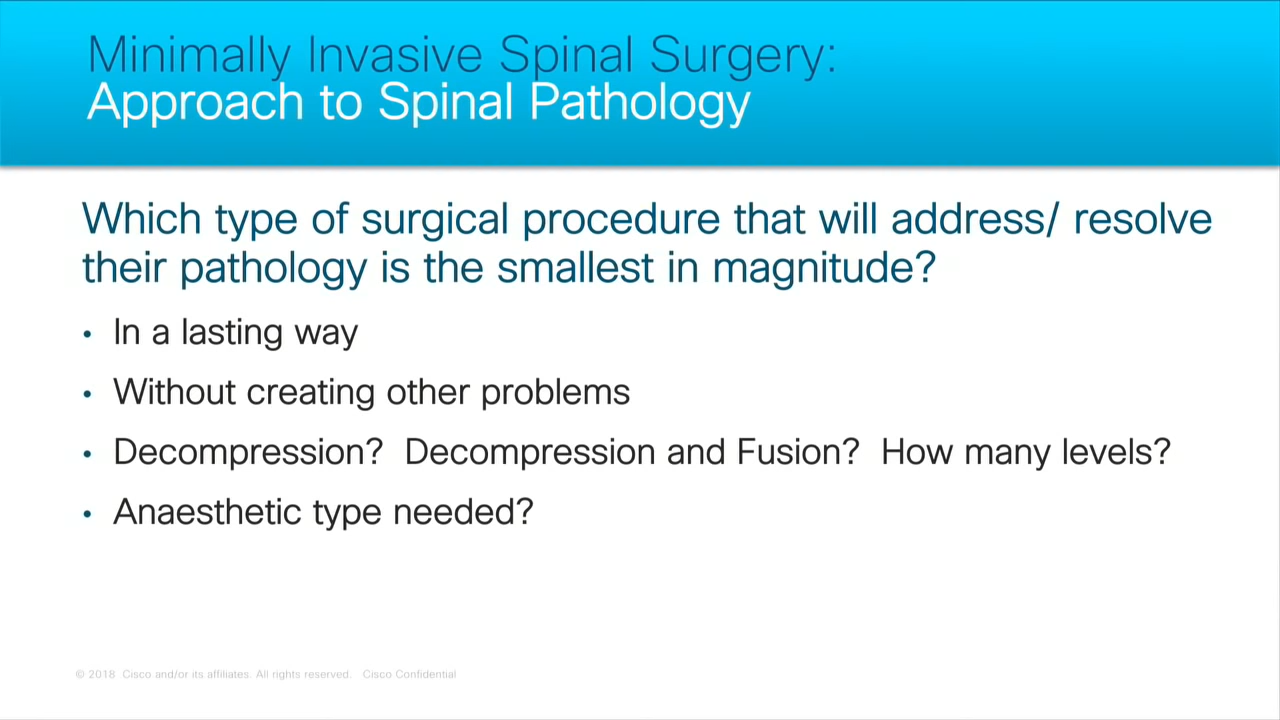 Minimally Invasive Spinal Surgery:
Approach to Spinal Pathology
Which type of surgical procedure that will address/ resolve
their pathology is the smallest in magnitude?
• In a lasting way
• Without creating other problems
• Decompression?  Decompression and Fusion?  How many levels?
• Anaesthetic type needed?
© 2018  Cisco and/or its affiliates. All rights reserved.   Cisco Confidential